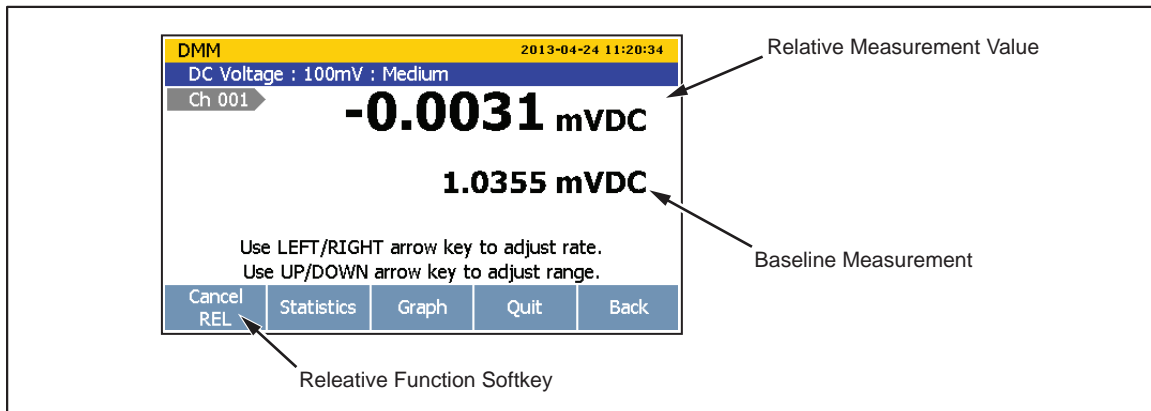 DMM 2013-04-24 11:20:34
DC Voltage : 100mV : Medium
Ch 001
-0.0031 mVDC
1.0355 mVDC
Use LEFT/RIGHT arrow key to adjust rate.
Use UP/DOWN arrow key to adjust range.
Cancel REL
Statistics
Graph
Quit
Back
Relative Measurement Value
Baseline Measurement
Releative Function Softkey